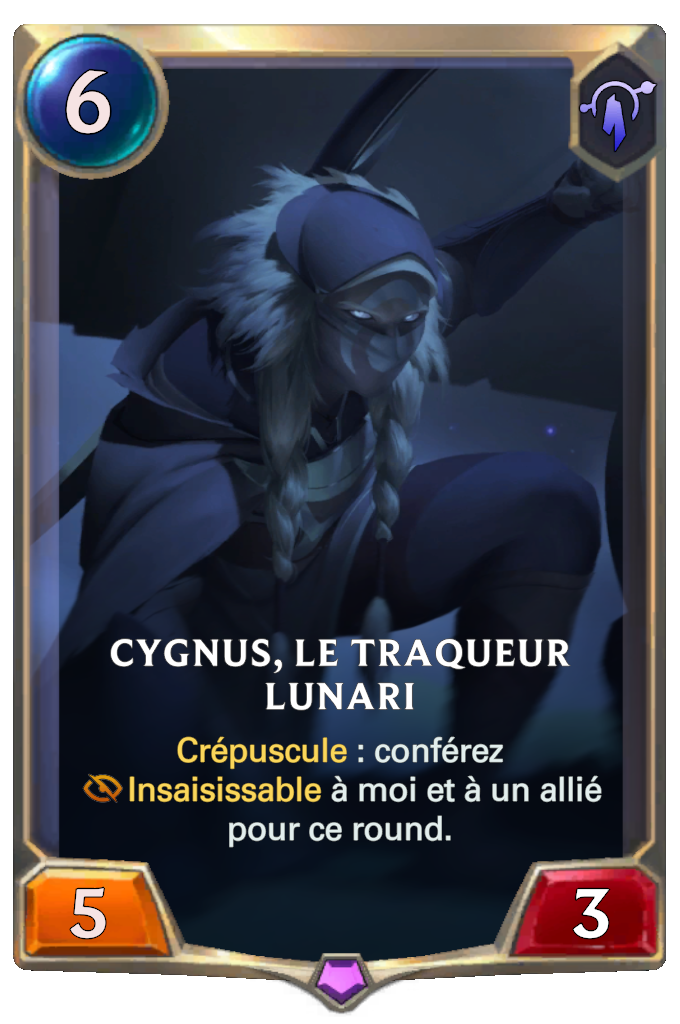 6
CYGNUS, LE TRAQUEUR
LUNARI
Crépuscule : conférez
Insaisissable à moi et à un allié
pour ce round.
5
3